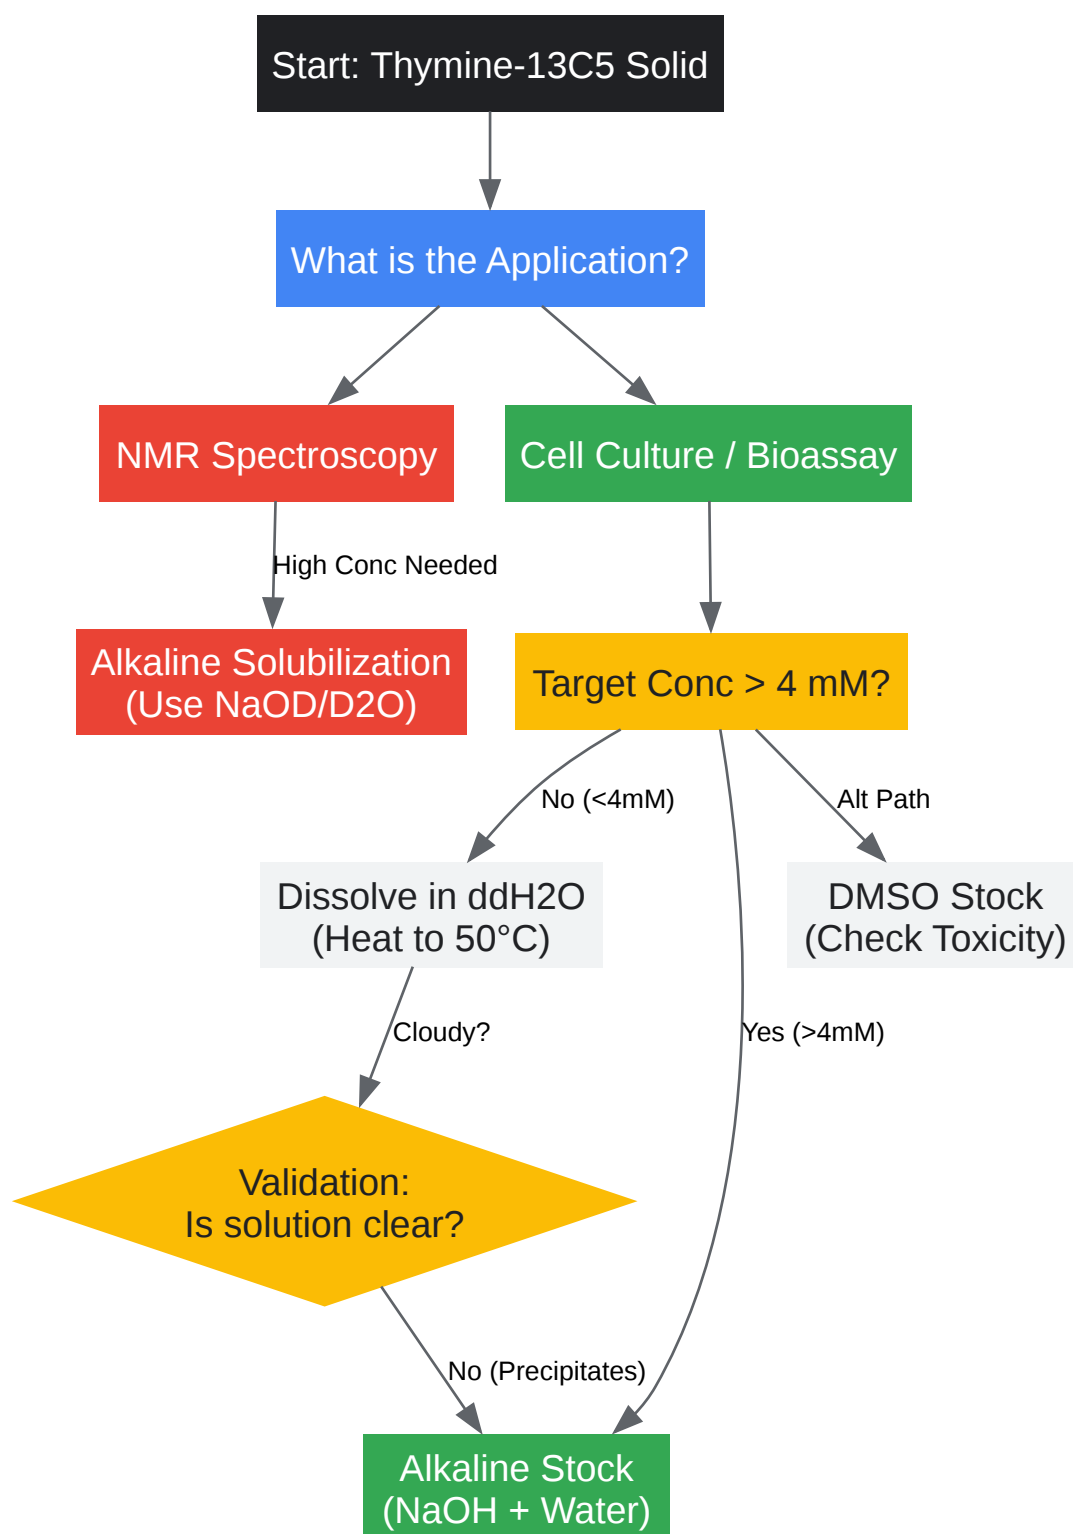 Start: Thymine-13C5 Solid
What is the Application?
NMR Spectroscopy
Cell Culture / Bioassay
High Conc Needed
Alkaline Solubilization
(Use NaOD/D2O)
Target Conc > 4 mM?
No (<4mM)
Alt Path
Dissolve in ddH2O
(Heat to 50°C)
DMSO Stock
(Check Toxicity)
Cloudy?
Yes (>4mM)
Validation:
Is solution clear?
No (Precipitates)
Alkaline Stock
(NaOH + Water)